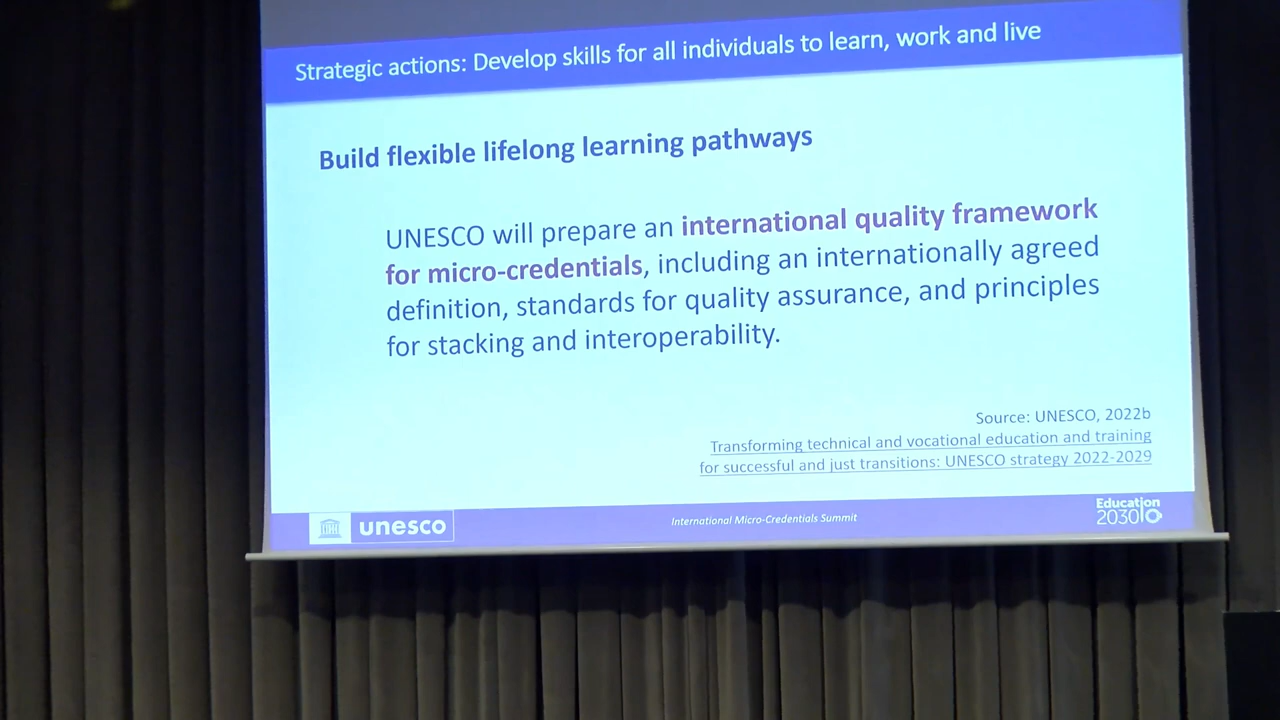 Strategic actions: Develop skills for all individuals to learn, work and live
Build flexible lifelong learning pathways
UNESCO will prepare an international quality framework
for micro-credentials, including an internationally agreed
definition, standards for quality assurance, and principles
for stacking and interoperability.
Source: UNESCO, 2022b
Transforming technical and vocational education and training
for successful and just transitions: UNESCO strategy 2022-2029
unesco
International Micro-Credentials Summit
Education
2030